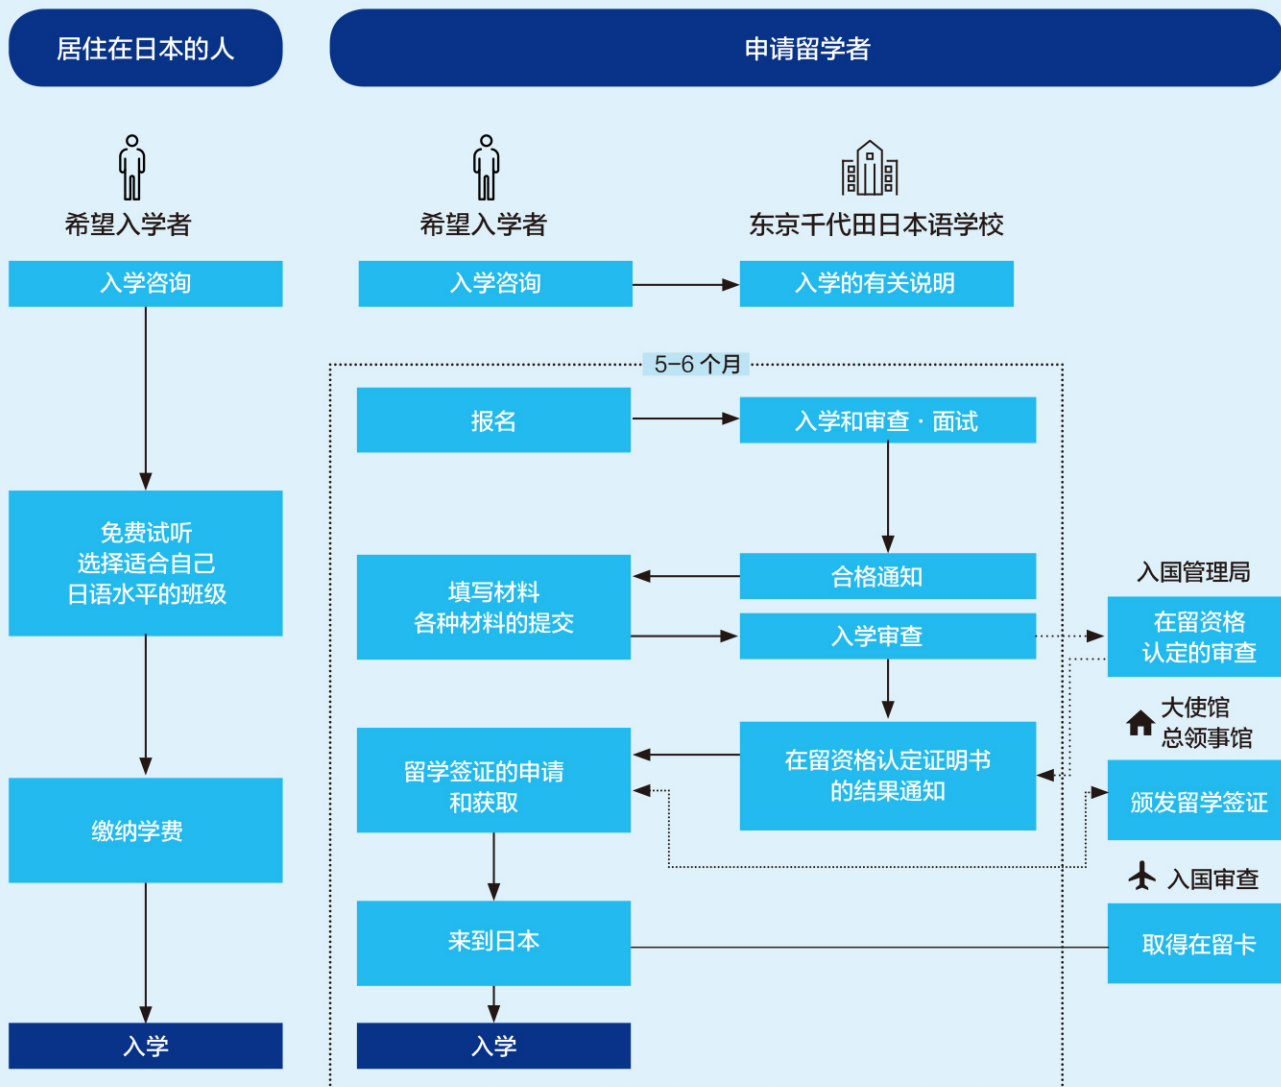 居住在日本的人
申请留学者
希望入学者
希望入学者
东京千代田日本语学校
入学咨询
入学咨询
入学的有关说明
5–6 个月
报名
入学和审查·面试
免费试听
选择适合自己
日语水平的班级
填写材料
各种材料的提交
合格通知
入学审查
入国管理局
在留资格
认定的审查
大使馆
总领事馆
留学签证的申请
和获取
在留资格认定证明书
的结果通知
颁发留学签证
缴纳学费
入国审查
来到日本
取得在留卡
入学
入学